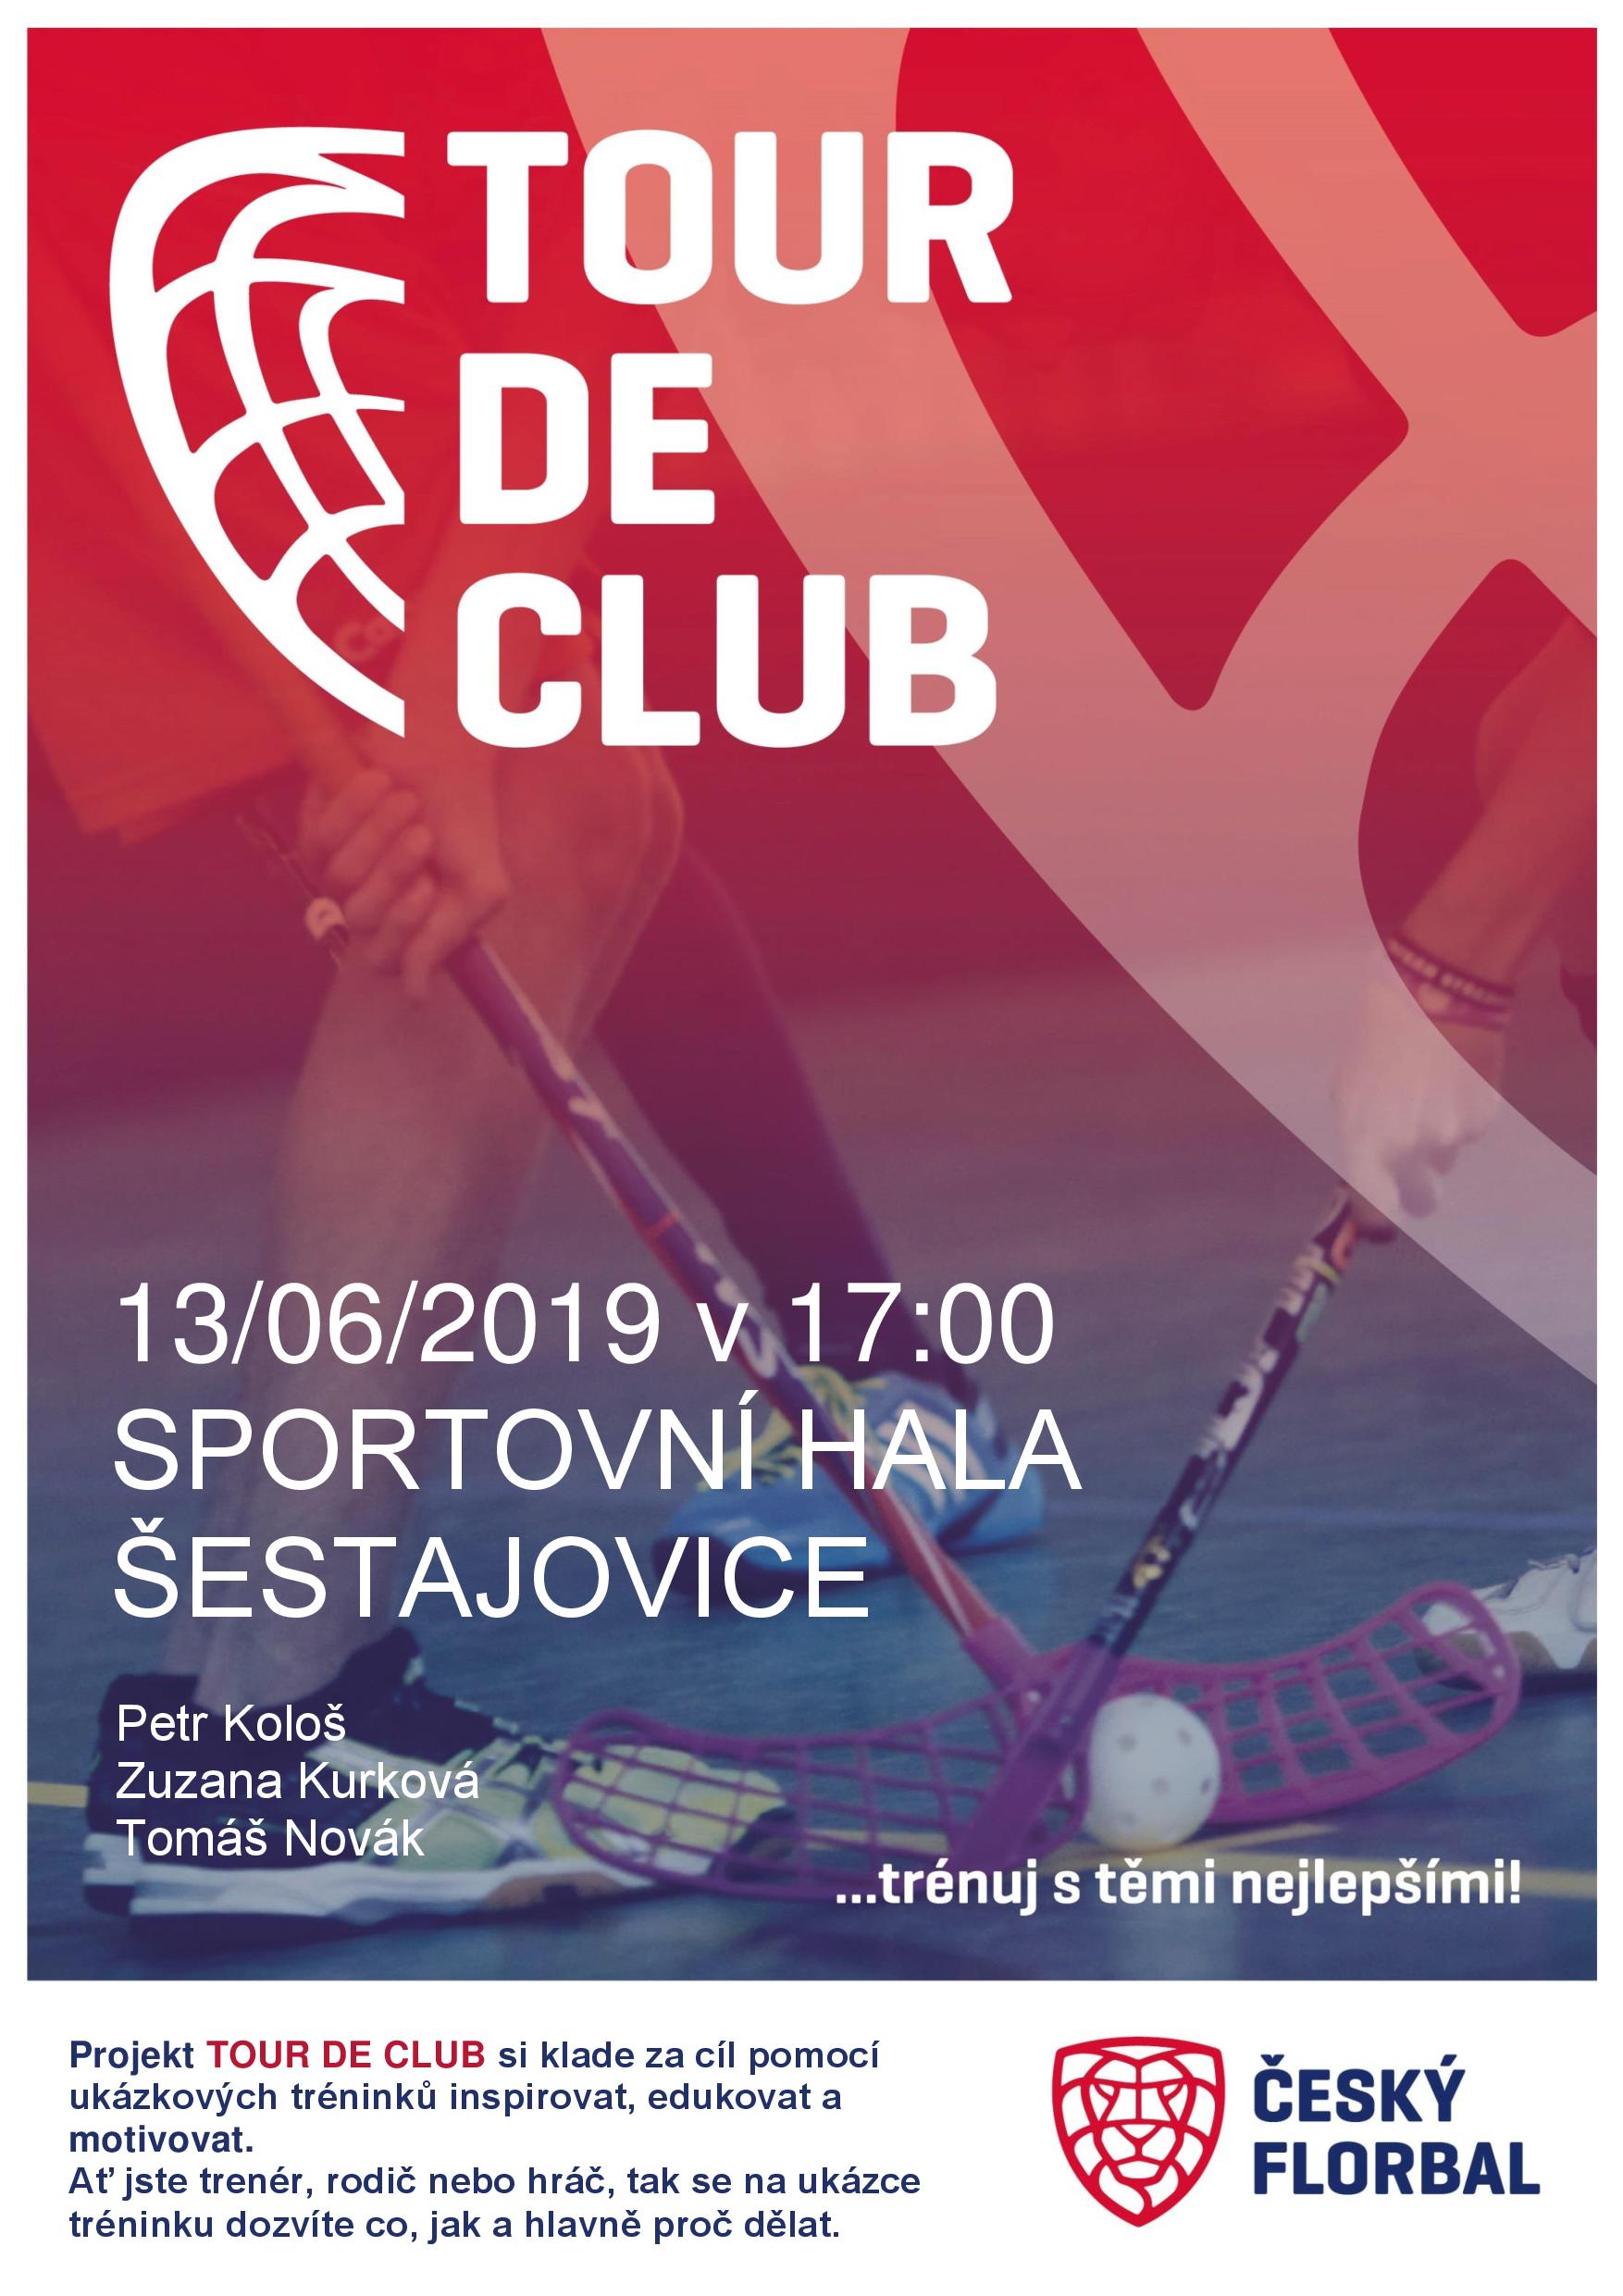 TOUR
DE
CLUB
13/06/2019 v 17:00
SPORTOVNÍ HALA
ŠESTAJOVICE
Petr Kološ
Zuzana Kurková
Tomáš Novák
...trénuj s těmi nejlepšími!
Projekt TOUR DE CLUB si klade za cíl pomocí
ukázkových tréninků inspirovat, edukovat a
motivovat.
Ať jste trenér, rodič nebo hráč, tak se na ukázce
tréninku dozvíte co, jak a hlavně proč dělat.
ČESKÝ
FLORBAL